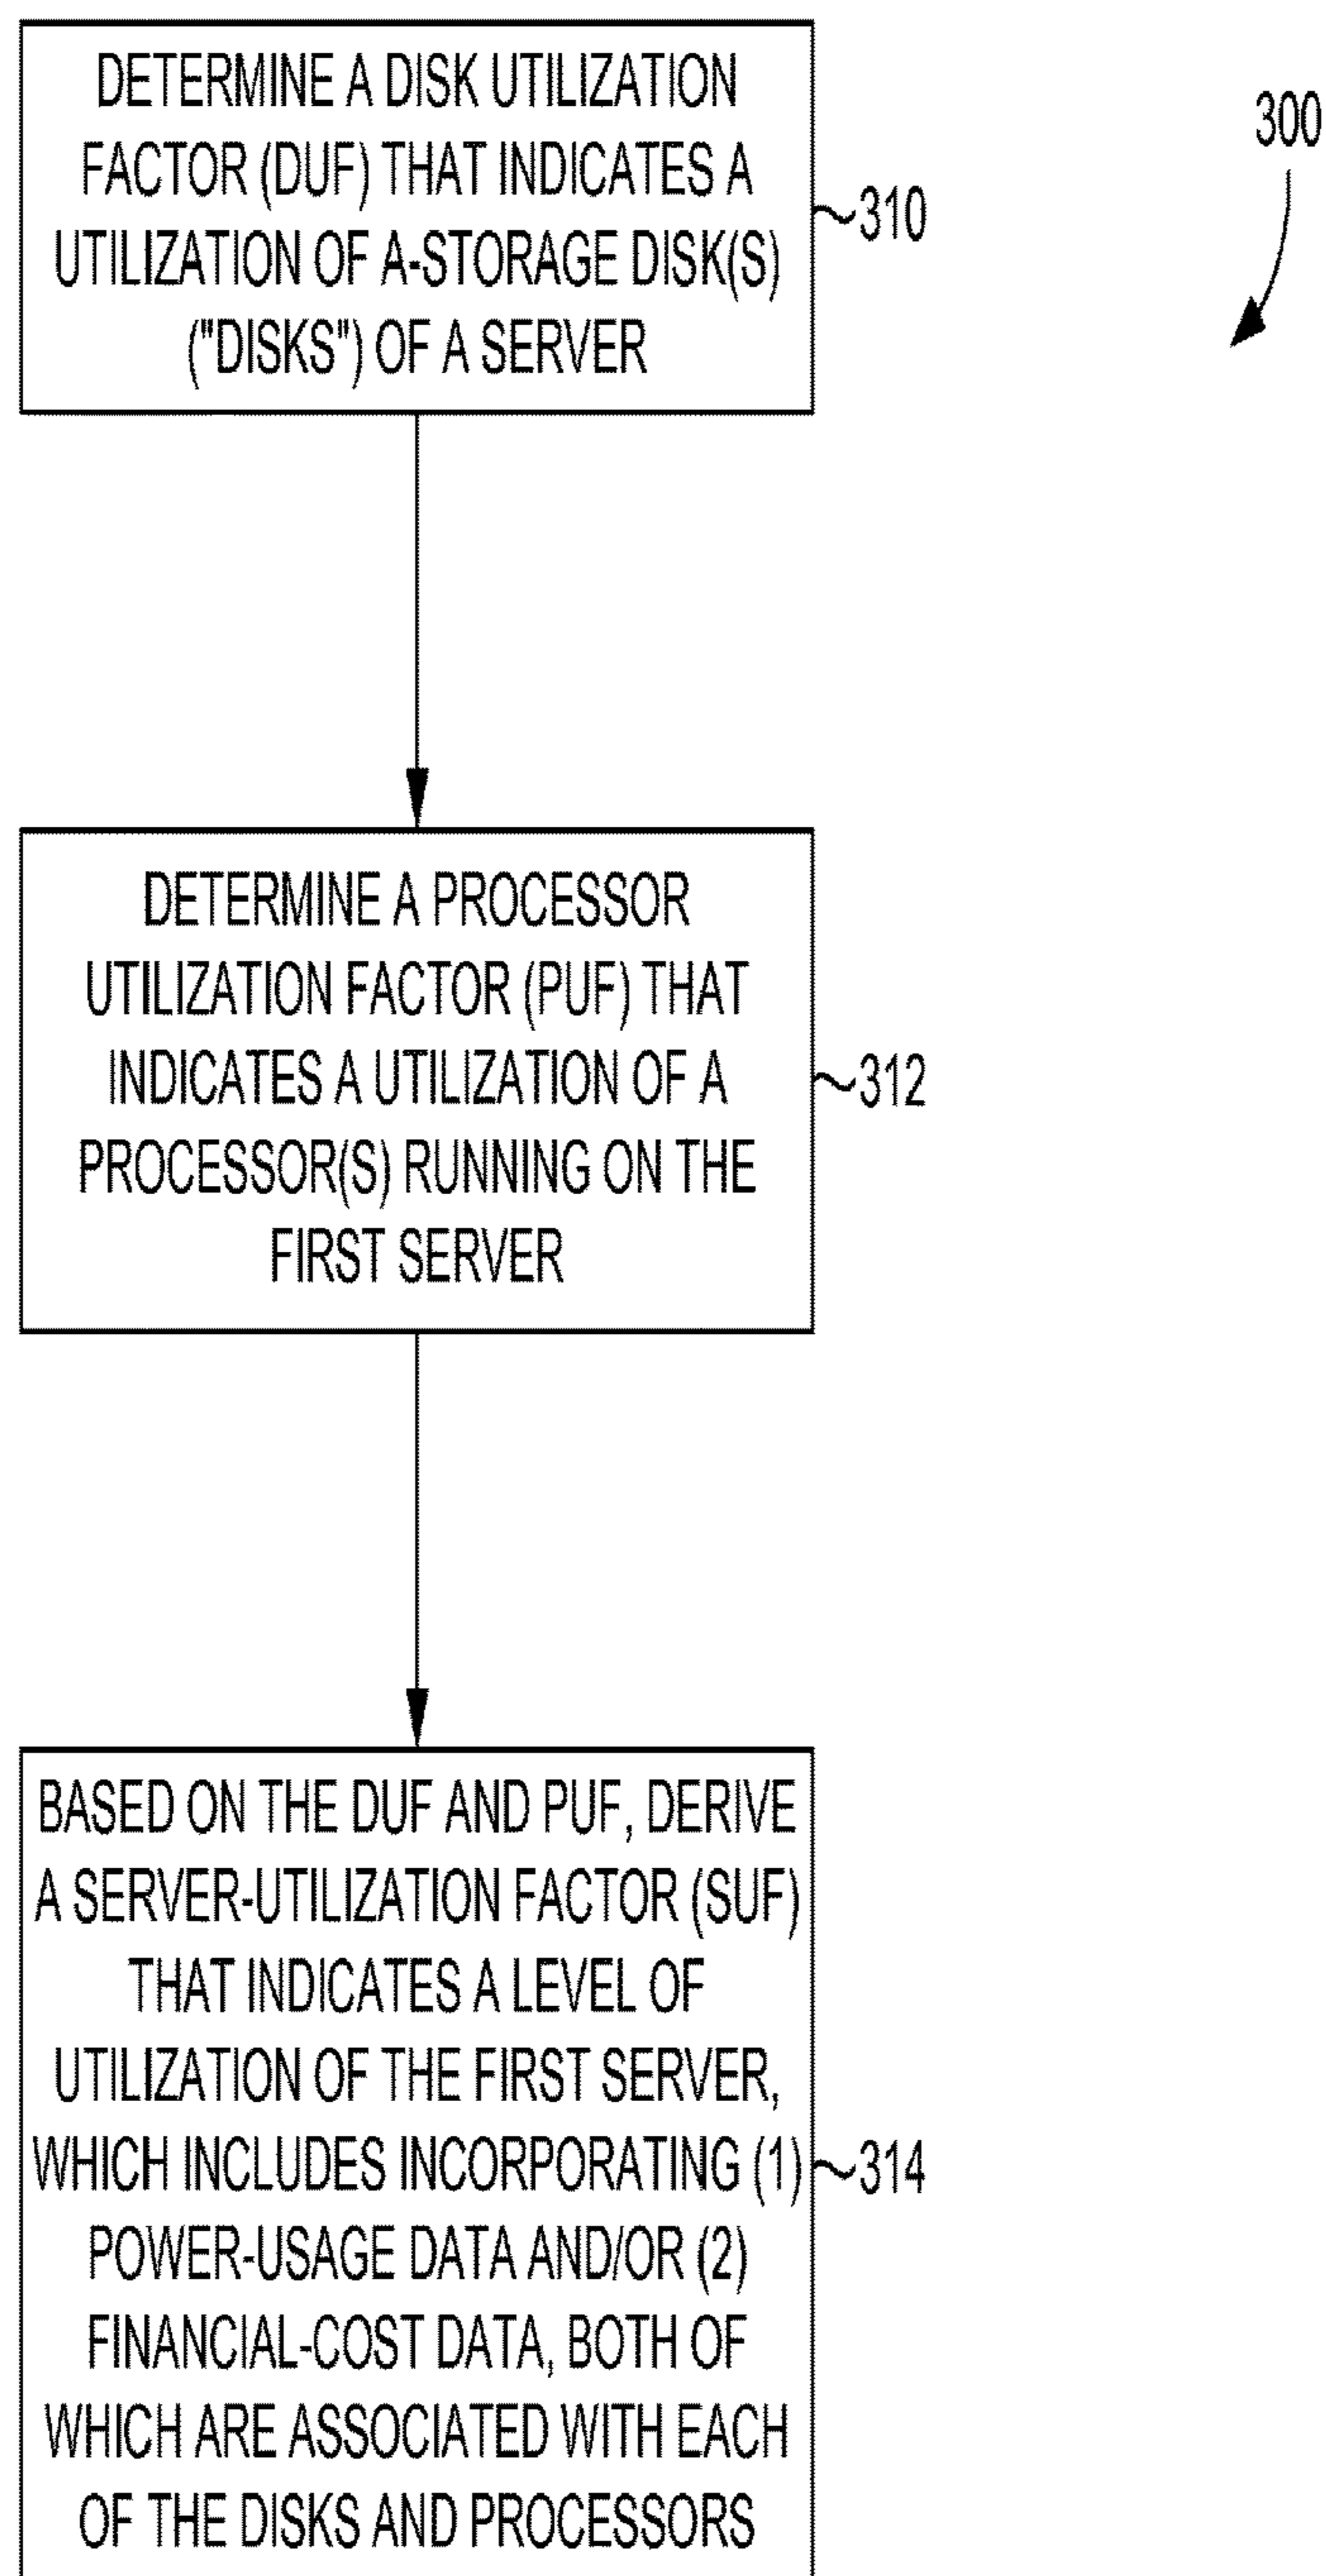 DETERMINE A DISK UTILIZATION
FACTOR (DUF) THAT INDICATES A
UTILIZATION OF A-STORAGE DISK(S)
("DISKS") OF A SERVER
310
300
DETERMINE A PROCESSOR
UTILIZATION FACTOR (PUF) THAT
INDICATES A UTILIZATION OF A
PROCESSOR(S) RUNNING ON THE
FIRST SERVER
312
BASED ON THE DUF AND PUF, DERIVE
A SERVER-UTILIZATION FACTOR (SUF)
THAT INDICATES A LEVEL OF
UTILIZATION OF THE FIRST SERVER,
WHICH INCLUDES INCORPORATING (1)
POWER-USAGE DATA AND/OR (2)
FINANCIAL-COST DATA, BOTH OF
WHICH ARE ASSOCIATED WITH EACH
OF THE DISKS AND PROCESSORS
314